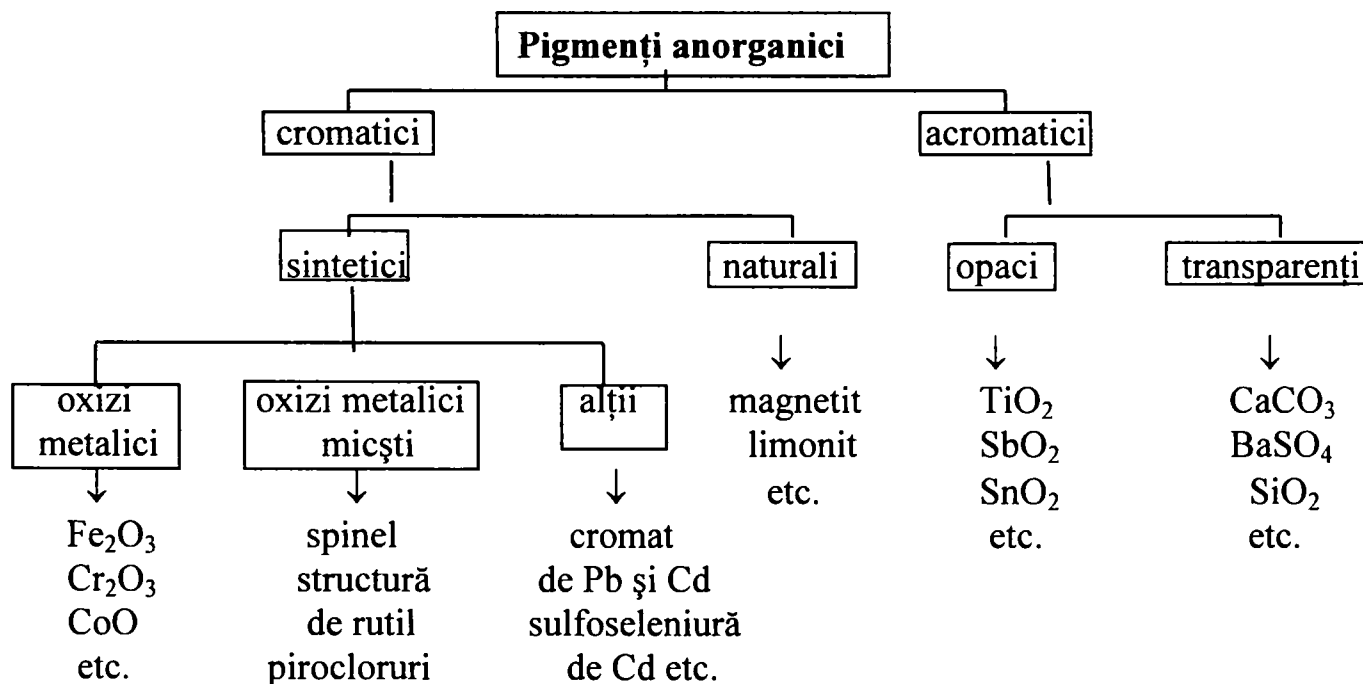 Pigmenți anorganici
cromatici
acromatici
sintetici
naturali
opaci
transparenți
oxizi
metalici
Fe₂O₃
Cr₂O₃
CoO
etc.
oxizi metalici
micşti
spinel
structură
de rutil
pirocloruri
alții
cromat
de Pb şi Cd
sulfoseleniură
de Cd etc.
magnetit
limonit
etc.
TiO₂
SbO₂
SnO₂
etc.
CaCO₃
BaSO₄
SiO₂
etc.